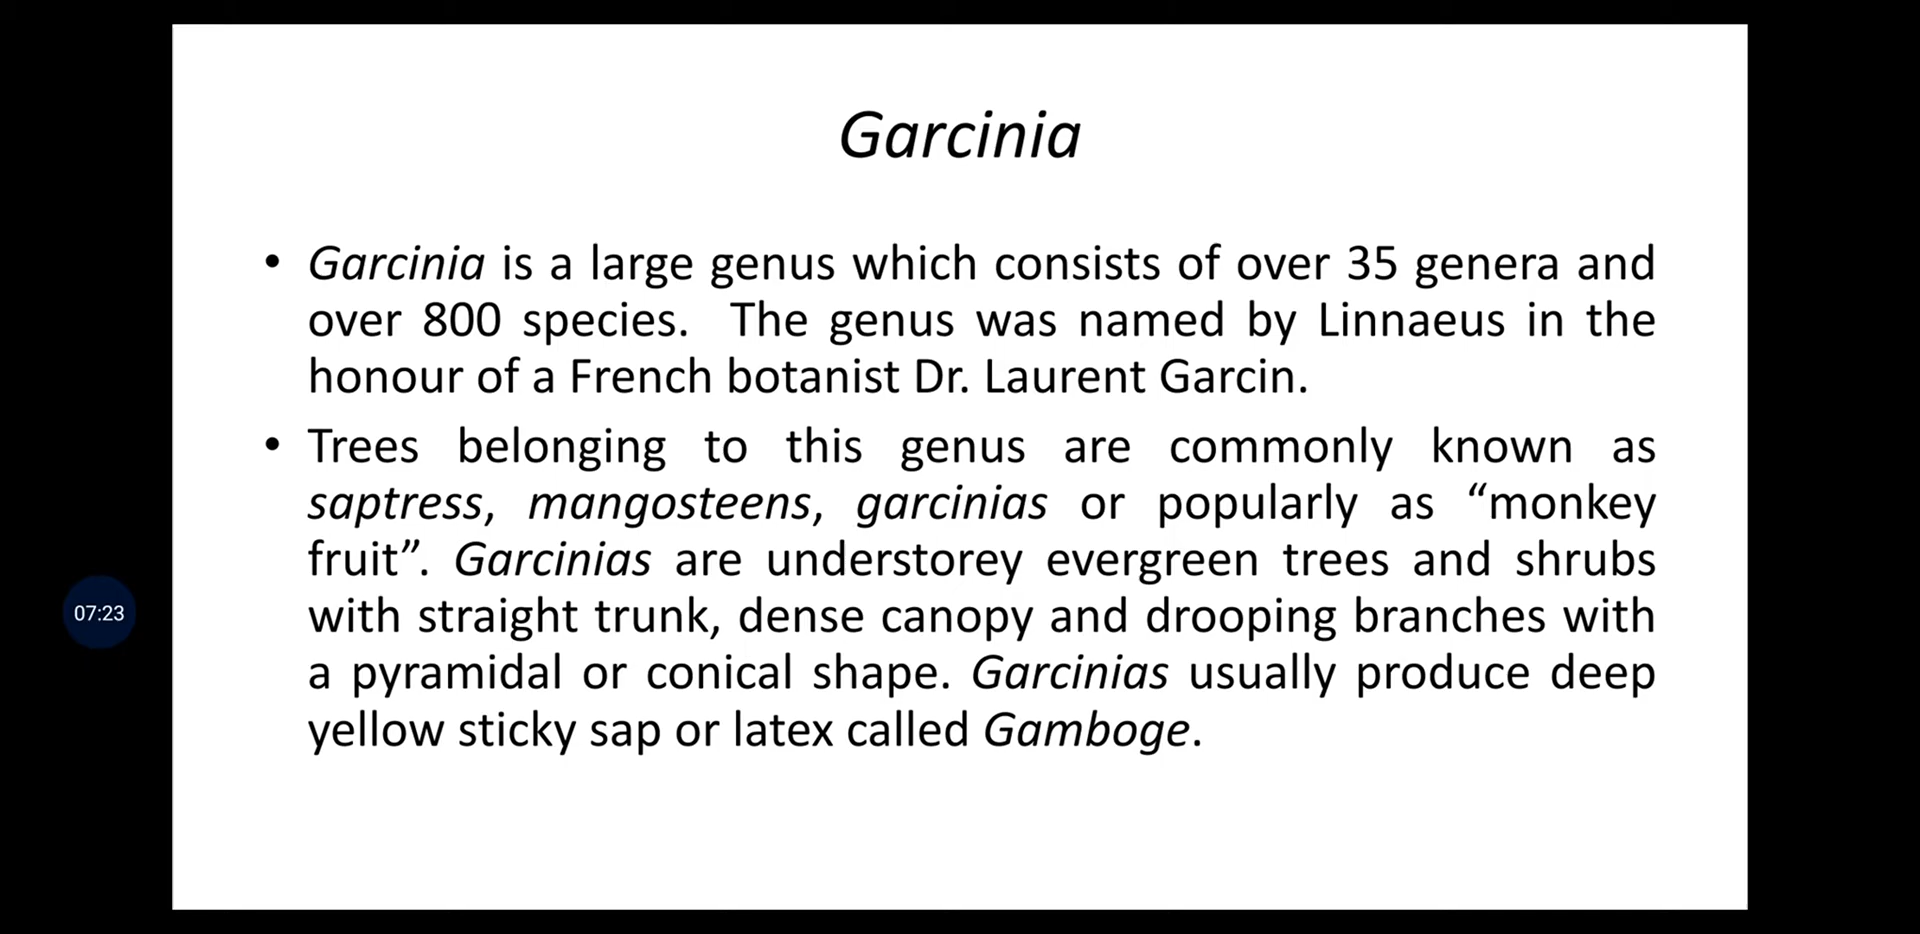 Garcinia
• Garcinia is a large genus which consists of over 35 genera and
over 800 species. The genus was named by Linnaeus in the
honour of a French botanist Dr. Laurent Garcin.
• Trees belonging to this genus are commonly known as
saptress, mangosteens, garcinias or popularly as “monkey
fruit”. Garcinias are understorey evergreen trees and shrubs
with straight trunk, dense canopy and drooping branches with
a pyramidal or conical shape. Garcinias usually produce deep
yellow sticky sap or latex called Gamboge.
07:23